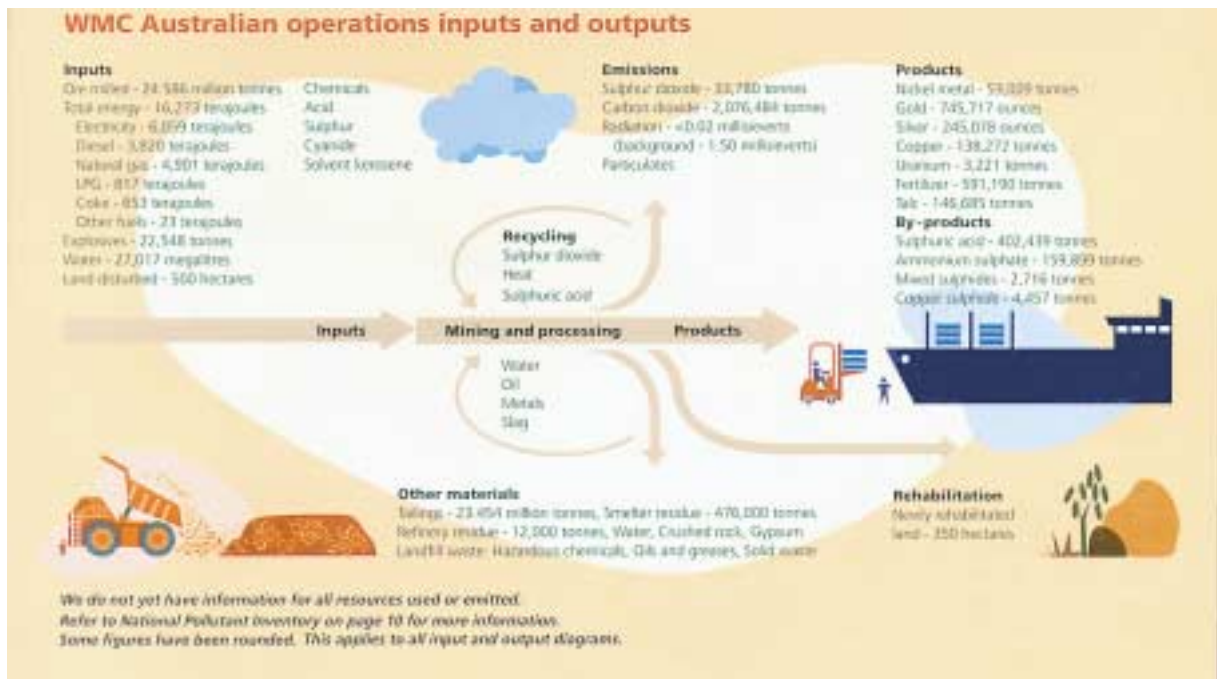 WMC Australian operations inputs and outputs
Inputs
Ore milled - 24.586 million tonnes
Total energy - 16,273 terajoules
Electricity - 6,059 terajoules
Diesel - 3,820 terajoules
Natural gas - 4,901 terajoules
LPG - 817 terajoules
Coke - 653 terajoules
Other fuels - 23 terajoules
Explosives - 22,548 tonnes
Water - 27,017 megalitres
Land disturbed - 500 hectares
Chemicals
Acid
Sulphur
Cyanide
Solvent kerosene
Emissions
Sulphur dioxide - 33,780 tonnes
Carbon dioxide - 2,076,484 tonnes
Radiation - <0.02 millisieverts
(background - 1.50 millisieverts)
Particulates
Products
Nickel metal - tonnes
Gold - 745,717 ounces
Silver - 245,078 ounces
Copper - 138,272 tonnes
Uranium - 3,221 tonnes
Fertilizer - 591,190 tonnes
Talc - 146,685 tonnes
By-products
Sulphuric acid - 402,439 tonnes
Ammonium sulphate - 159,899 tonnes
Mixed sulphides - 2,716 tonnes
Copper sulphide - 4,457 tonnes
Recycling
Sulphur dioxide
Heat
Sulphuric acid
Inputs
Mining and processing
Products
Water
Oil
Metals
Slag
Other materials
Tailings - 23.454 million tonnes, Smelter residue - 476,000 tonnes
Refinery residue - 12,000 tonnes, Water, Crushed rock, Gypsum
Landfill waste: Hazardous chemicals, Oils and greases, Solid waste
Rehabilitation
Newly rehabilitated
land - 350 hectares
We do not yet have information for all resources used or emitted.
Refer to National Pollutant Inventory on page 10 for more information.
Some figures have been rounded. This applies to all input and output diagrams.